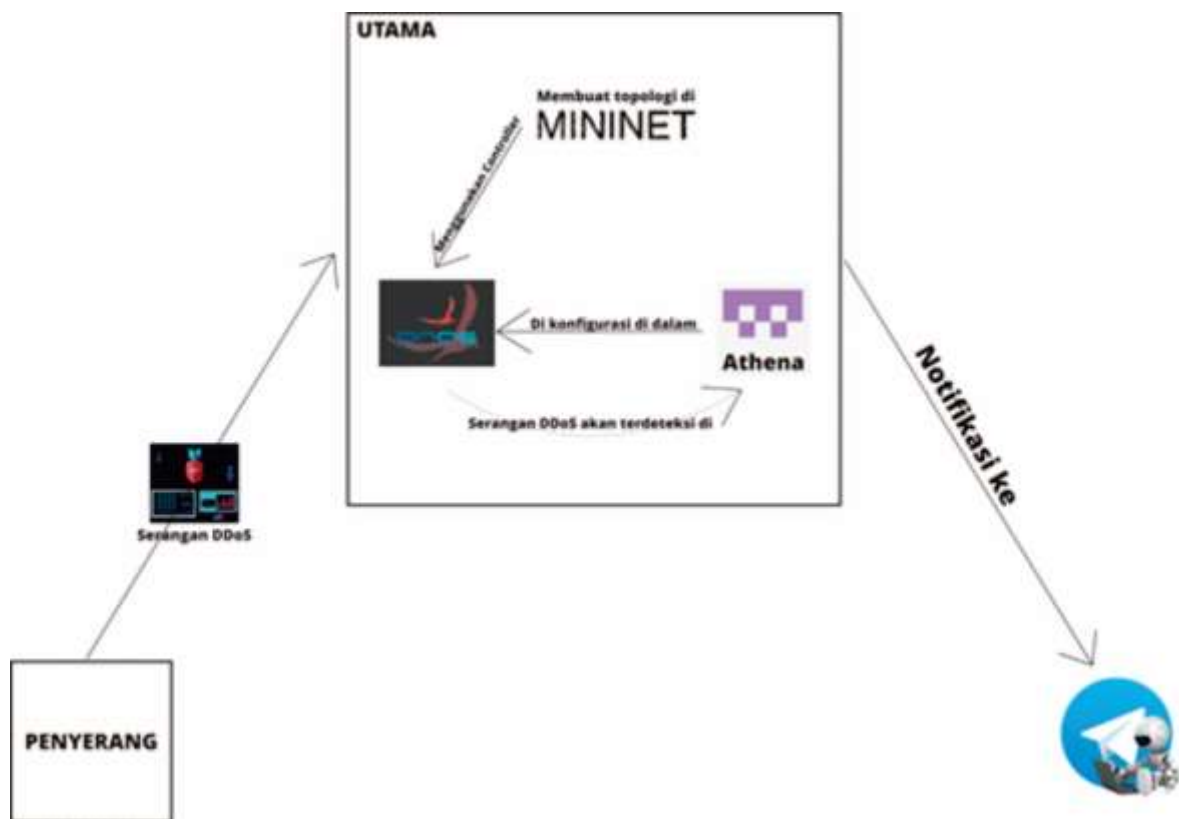 UTAMA
Membuat topologi di
MININET
Menggunakan Controller
onos
Di konfigurasi di dalam
Athena
Serangan DDoS akan terdeteksi di
Notifikasi ke
Serangan DDoS
PENYERANG